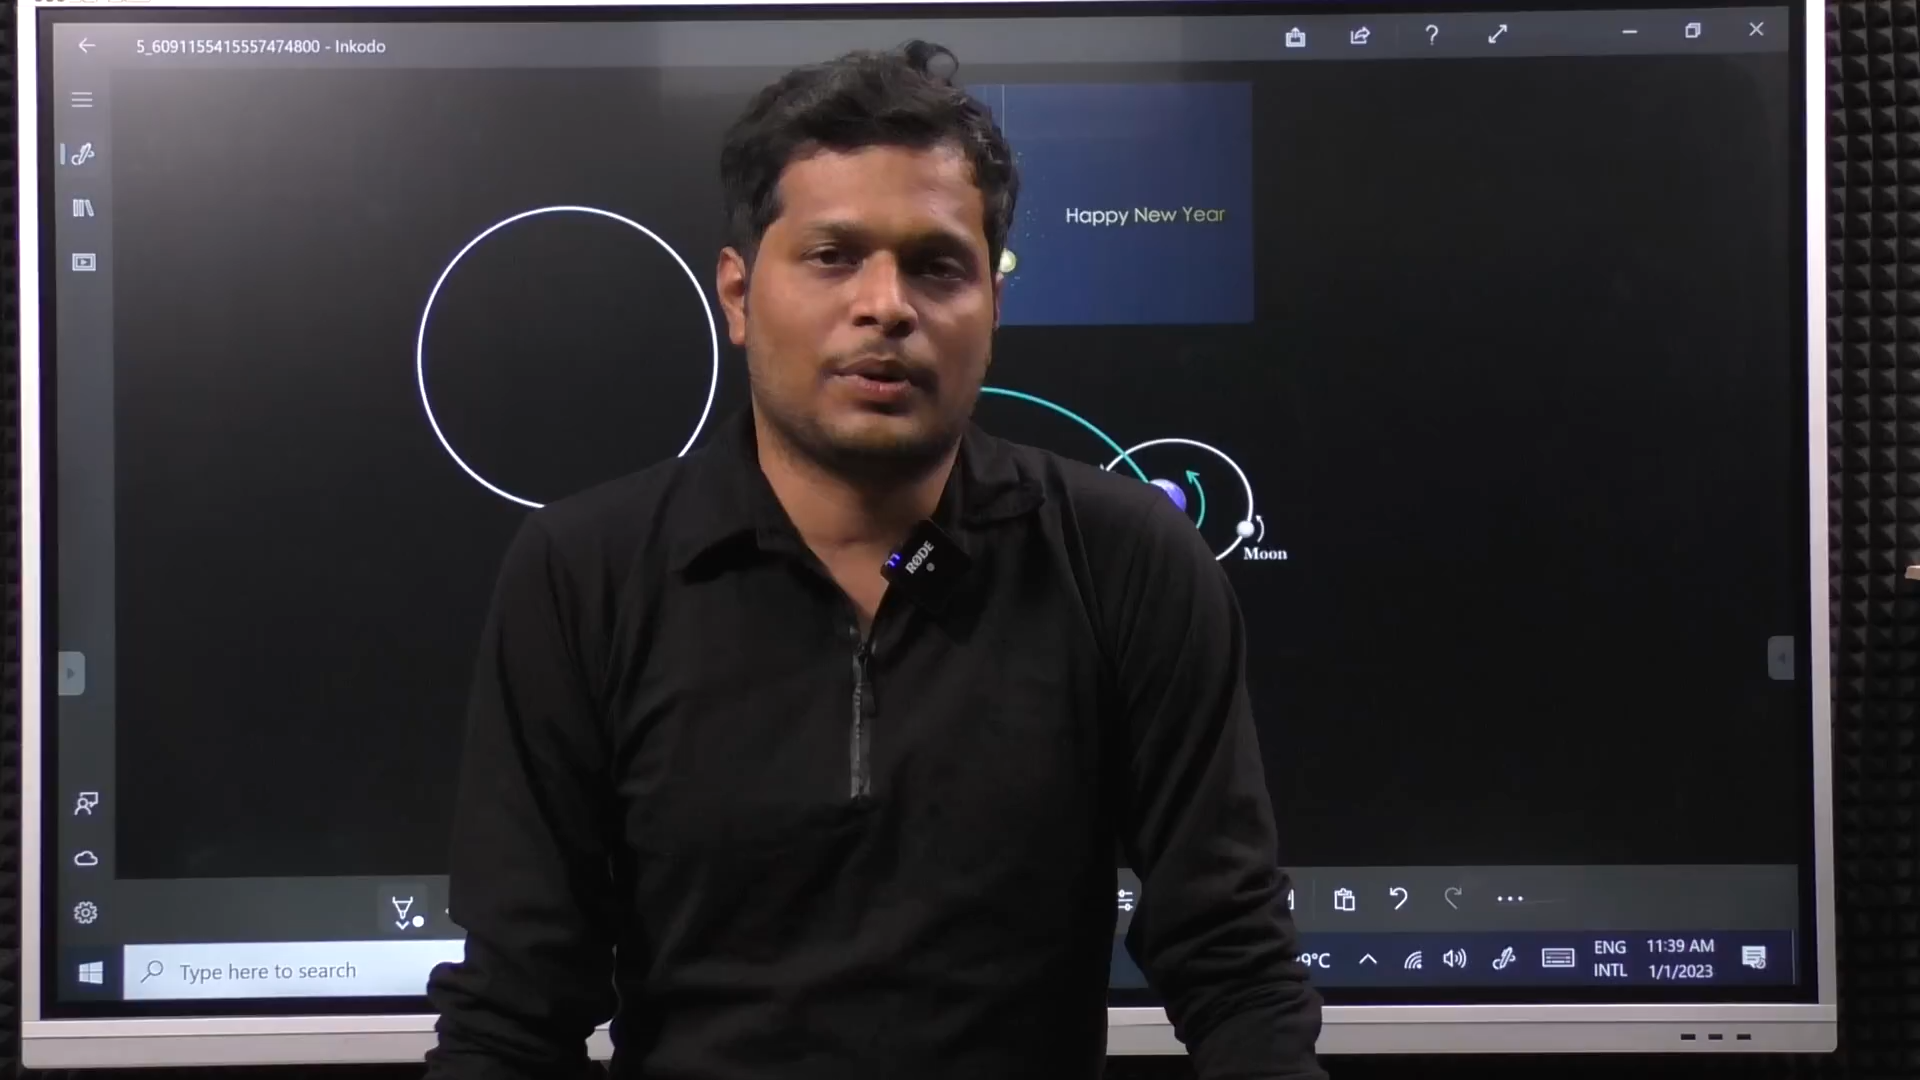 5_6091155415557474800 - Inkodo
Happy New Year
Moon
RØDE
Type here to search
9°C
ENG
INTL
11:39 AM
1/1/2023